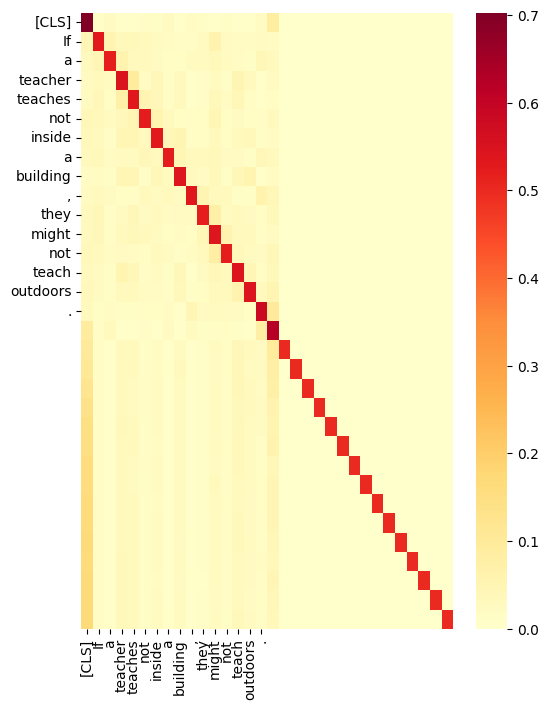 [CLS]
If
a
teacher
teaches
not
inside
a
building
,
they
might
not
teach
outdoors
.
0.7
0.6
0.5
0.4
0.3
0.2
0.1
0.0
[CLS]
If
a
teacher
teaches
not
inside
a
building
,
they
might
not
teach
outdoors
.